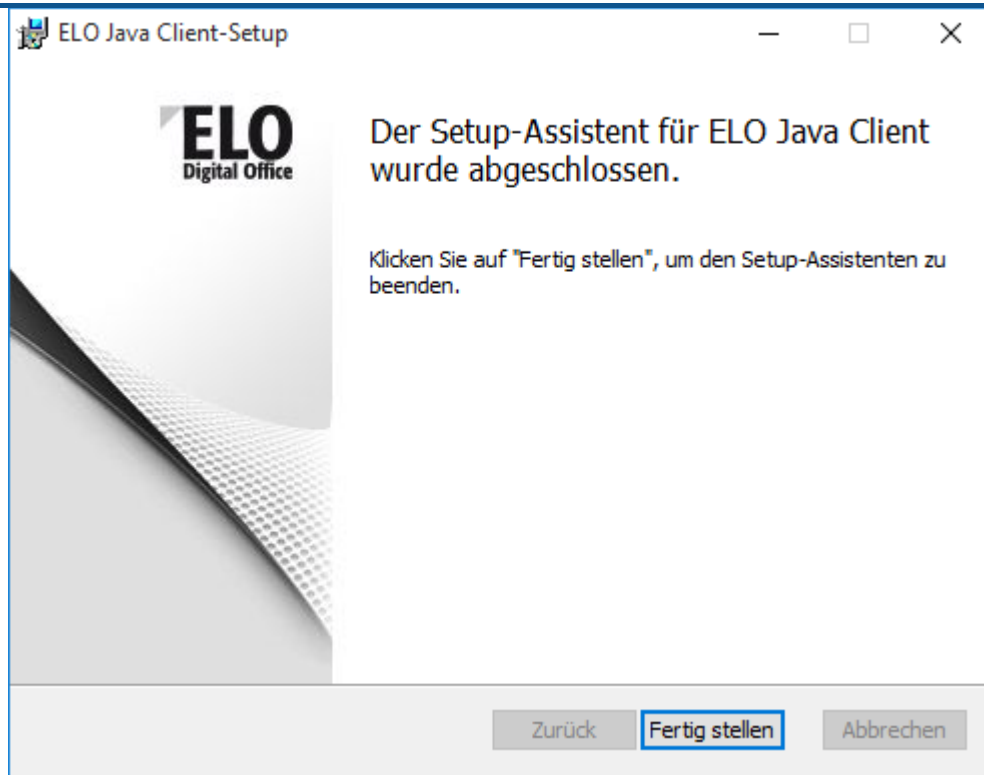 ELO Java Client-Setup
ELO
Digital Office
Der Setup-Assistent für ELO Java Client
wurde abgeschlossen.
Klicken Sie auf "Fertig stellen", um den Setup-Assistenten zu
beenden.
Zurück Fertig stellen Abbrechen